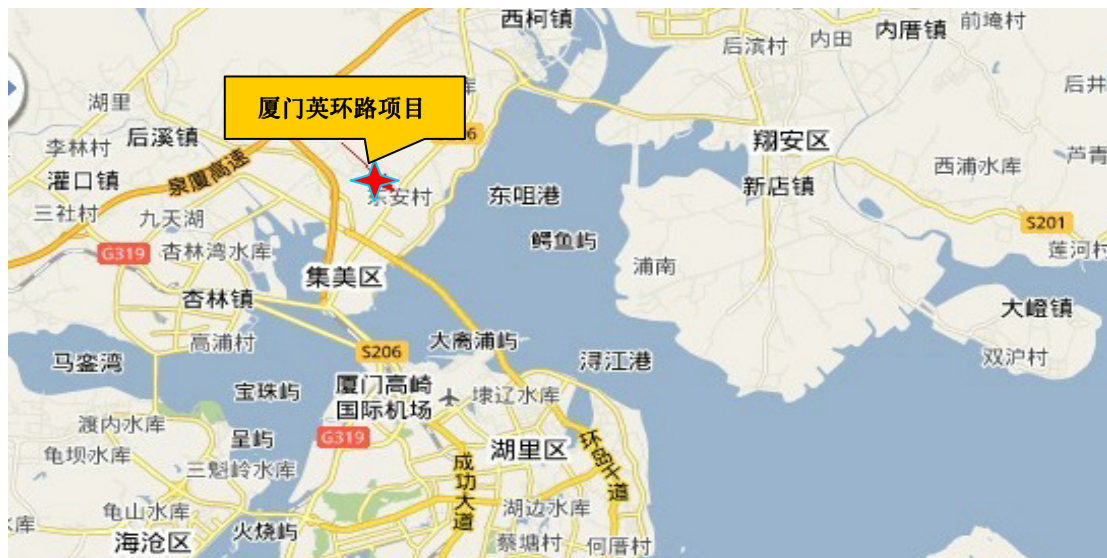 西柯镇
前埯村
内厝镇
内田
后滨村
后井
库
厦门英环路项目
湖里
后溪镇
李林村
翔安区
芦青
泉厦高速
灌口镇
西浦水库
新店镇
东安村
东咀港
三社村
九天湖
S201
鳄鱼屿
G319
杏林湾水库
莲河村
浦南
集美区
杏林镇
大嶝镇
高浦村
大离浦屿
S206
浔江港
双沪村
马銮湾
厦门高崎
国际机场
宝珠屿
埭辽水库
渡内水库
G319
呈屿
湖里区
环岛干道
龟坝水库
三魁岭水库
成功大道
龟山水库
湖边水库
火烧屿
库
海沧区
蔡塘村
何厝村